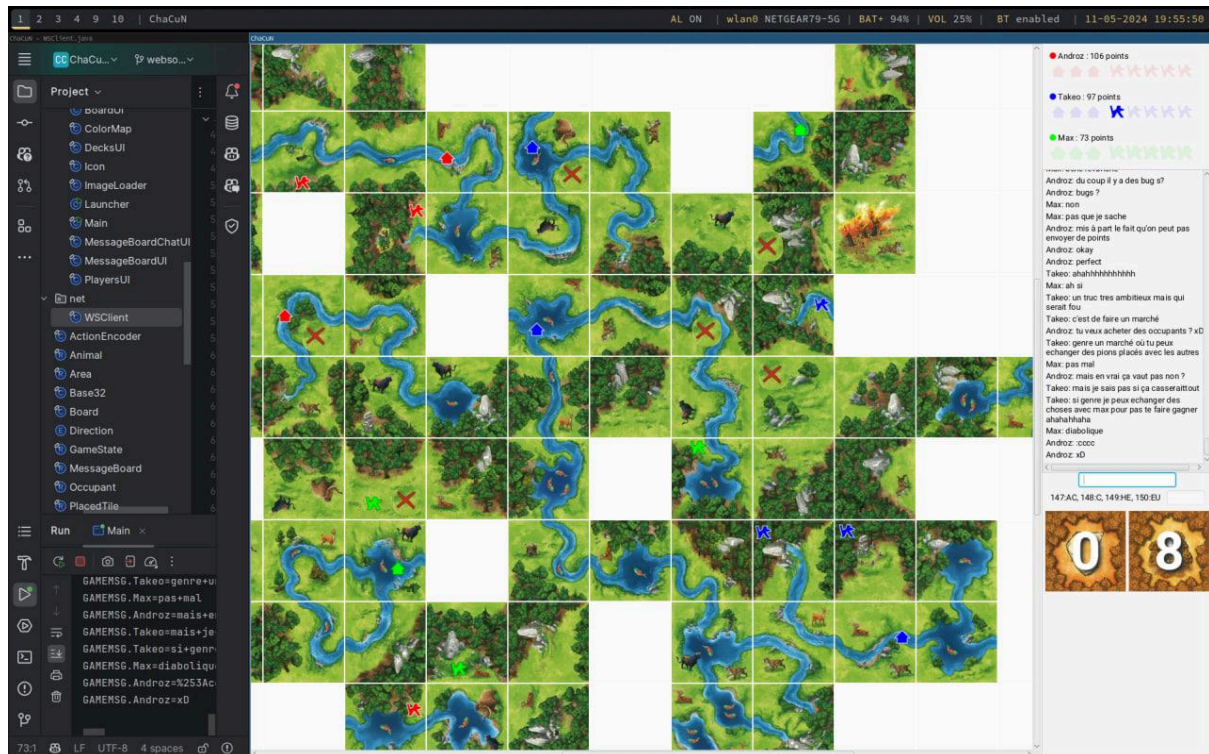 1 2 3 4 9 10 | ChaCuN
AL ON | wlan0 NETGEAR79-5G | BAT+ 94% | VOL 25% | BT enabled | 11-05-2024 19:55:50
ChaCuN - WSClient.java
ChaCuN
CC ChaCu... webso...
Project
BoardUI
ColorMap
DecksUI
Icon
ImageLoader
Launcher
Main
MessageBoardChatUI
MessageBoardUI
PlayersUI
net
WSClient
ActionEncoder
Animal
Area
Base32
Board
Direction
GameState
MessageBoard
Occupant
PlacedTile
Run Main
GAMEMSG.Takeo=genre+u
GAMEMSG.Max=pas+mal
GAMEMSG.Androz=mais+e
GAMEMSG.Takeo=mais+je
GAMEMSG.Takeo=si+genr
GAMEMSG.Max=diaboliqu
GAMEMSG.Androz=%253Ac
GAMEMSG.Androz=xD
73:1 LF UTF-8 4 spaces
Androz : 106 points
Takeo : 97 points
Max : 73 points
Androz: du coup il y a des bug s?
Androz: bugs ?
Max: non
Max: pas que je sache
Androz: mis à part le fait qu'on peut pas
envoyer de points
Androz: okay
Androz: perfect
Takeo: ahahhhhhhhhhhh
Max: ah si
Takeo: un truc tres ambitieux mais qui
serait fou
Takeo: c'est de faire un marché
Androz: tu veux acheter des occupants ? xD
Takeo: genre un marché où tu peux
echanger des pions placés avec les autres
Max: pas mal
Androz: mais en vrai ça vaut pas non ?
Takeo: mais je sais pas si ça casseraittout
Takeo: si genre je peux echanger des
choses avec max pour pas te faire gagner
ahahahhaha
Max: diabolique
Androz: :cccc
Androz: xD
147:AC, 148:C, 149:HE, 150:EU
0 8